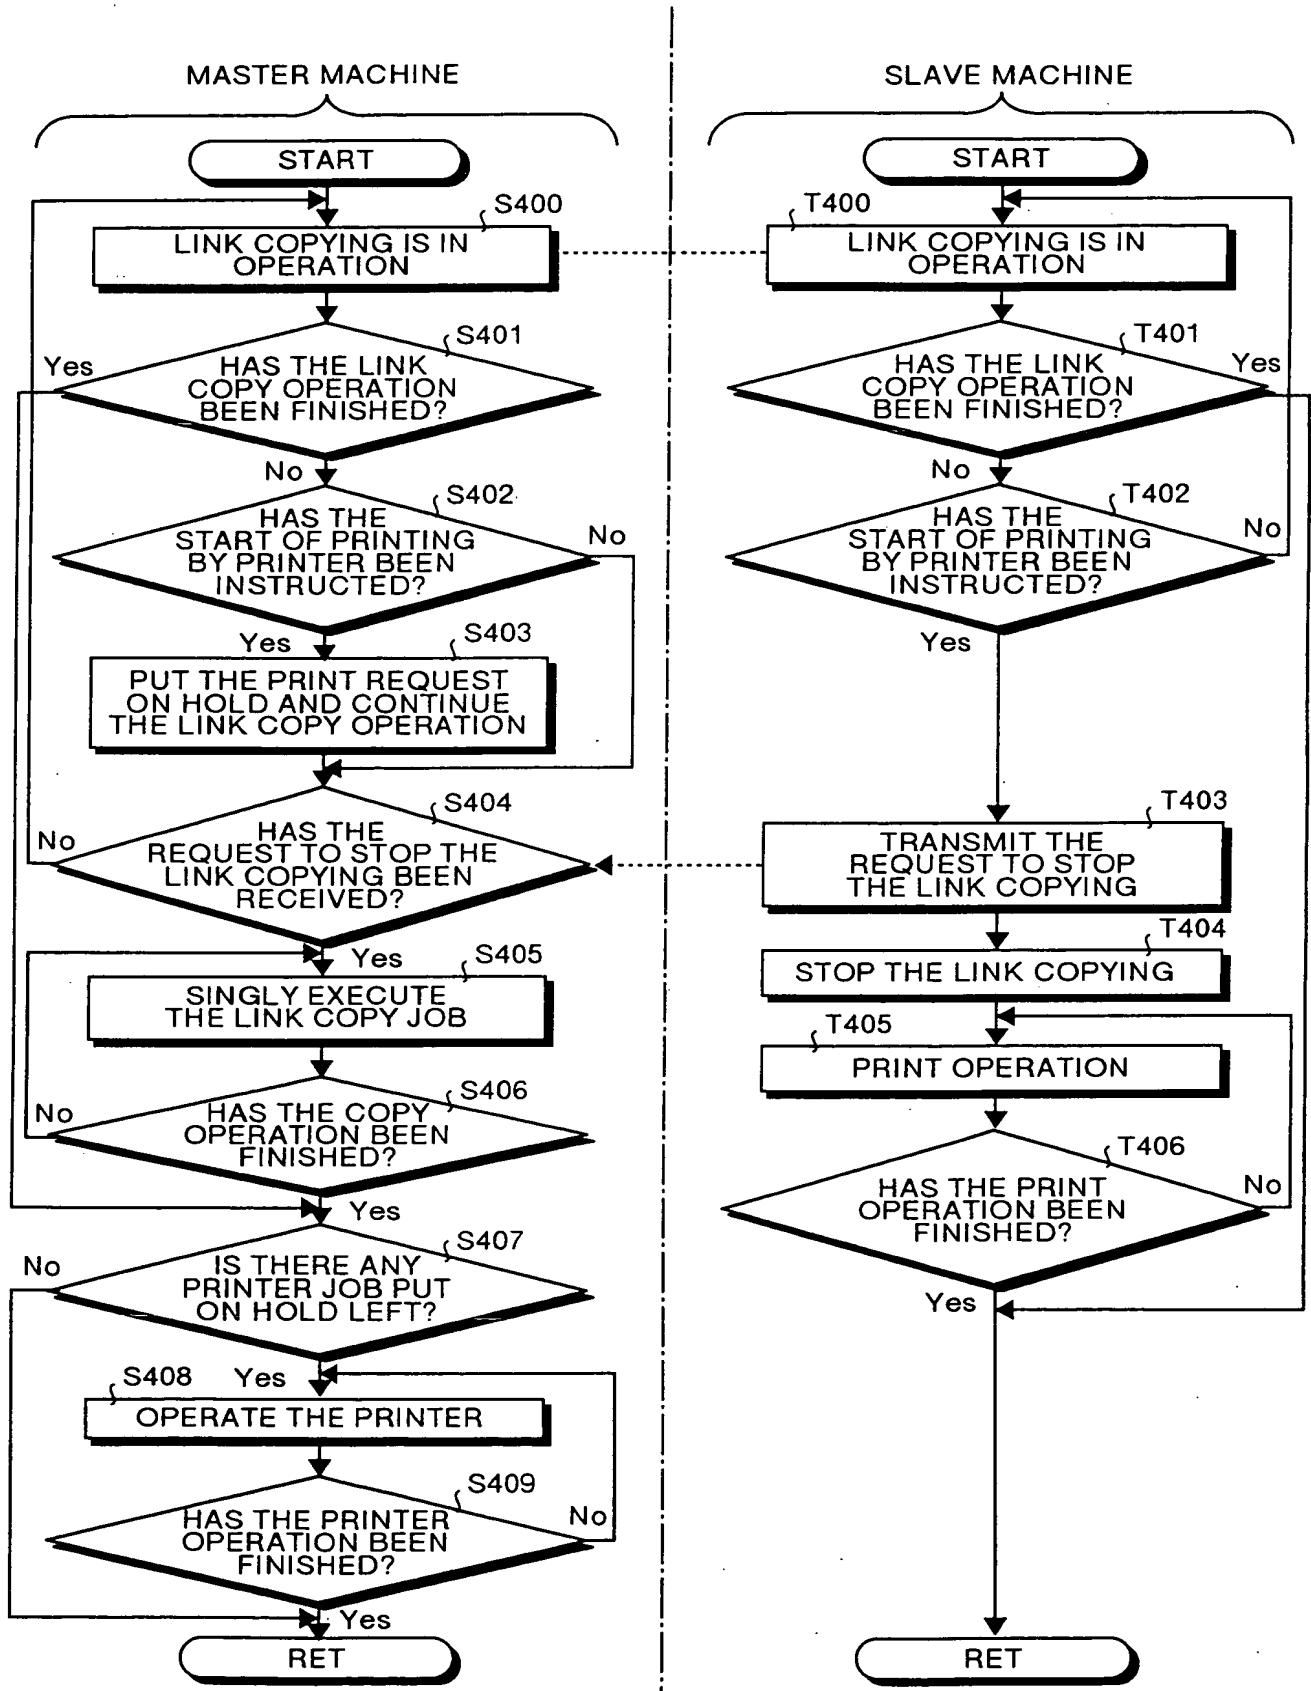 MASTER MACHINE
START
S400
LINK COPYING IS IN
OPERATION
S401
Yes
HAS THE LINK
COPY OPERATION
BEEN FINISHED?
No
S402
HAS THE
START OF PRINTING
BY PRINTER BEEN
INSTRUCTED?
No
Yes
S403
PUT THE PRINT REQUEST
ON HOLD AND CONTINUE
THE LINK COPY OPERATION
S404
No
HAS THE
REQUEST TO STOP THE
LINK COPYING BEEN
RECEIVED?
Yes
S405
SINGLY EXECUTE
THE LINK COPY JOB
S406
No
HAS THE COPY
OPERATION BEEN
FINISHED?
Yes
S407
No
IS THERE ANY
PRINTER JOB PUT
ON HOLD LEFT?
Yes
S408
OPERATE THE PRINTER
S409
HAS THE PRINTER
OPERATION BEEN
FINISHED?
No
Yes
RET
SLAVE MACHINE
START
T400
LINK COPYING IS IN
OPERATION
T401
Yes
HAS THE LINK
COPY OPERATION
BEEN FINISHED?
No
T402
HAS THE
START OF PRINTING
BY PRINTER BEEN
INSTRUCTED?
No
Yes
T403
TRANSMIT THE
REQUEST TO STOP
THE LINK COPYING
T404
STOP THE LINK COPYING
T405
PRINT OPERATION
T406
HAS THE PRINT
OPERATION BEEN
FINISHED?
No
Yes
RET